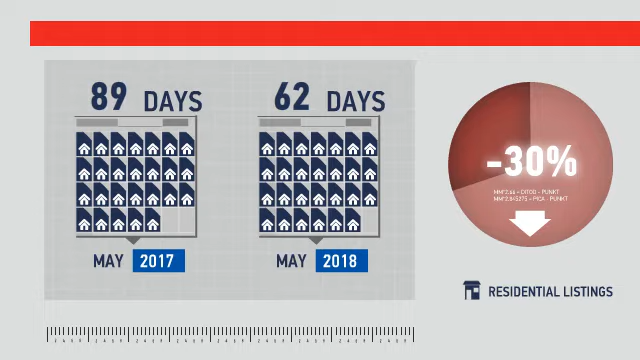 89 DAYS
62 DAYS
-30%
MAY 2017
MAY 2018
RESIDENTIAL LISTINGS